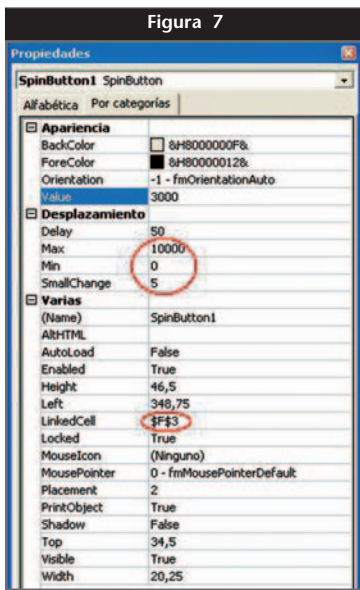 Figura 7
Propiedades
SpinButton1 SpinButton
Alfabética Por categorías
Apariencia
BackColor &H8000000F&
ForeColor &H80000012&
Orientation -1 - fmOrientationAuto
Value 3000
Desplazamiento
Delay 50
Max 10000
Min 0
SmallChange 5
Varias
(Name) SpinButton1
AltHTML
AutoLoad False
Enabled True
Height 46,5
Left 348,75
LinkedCell $F$3
Locked True
MouseIcon (Ninguno)
MousePointer 0 - fmMousePointerDefault
Placement 2
PrintObject True
Shadow False
Top 34,5
Visible True
Width 20,25